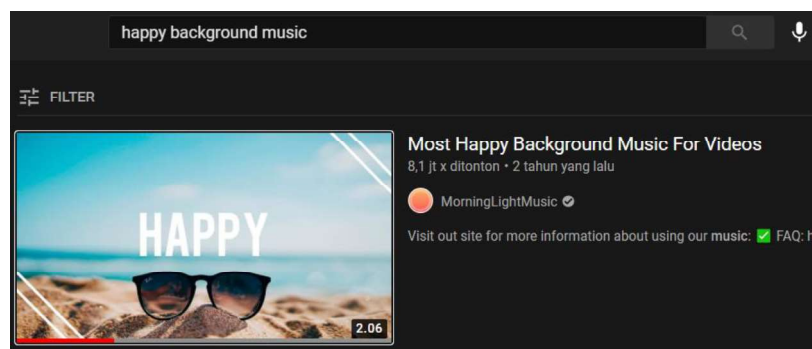 happy background music
FILTER
Most Happy Background Music For Videos
8,1 jt x ditonton • 2 tahun yang lalu
MorningLightMusic
Visit out site for more information about using our music: ✅ FAQ: h
HAPPY
2.06